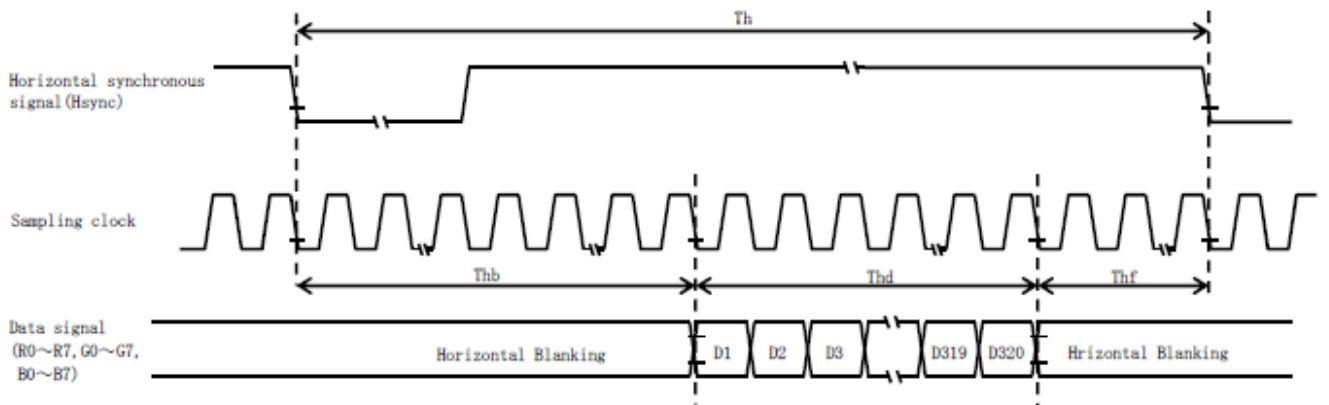 Th
Horizontal synchronous
signal(Hsync)
Sampling clock
Thb
Thd
Thf
Data signal
(R0～R7,G0～G7,
B0～B7)
Horizontal Blanking
D1
D2
D3
D319
D320
Hrizontal Blanking